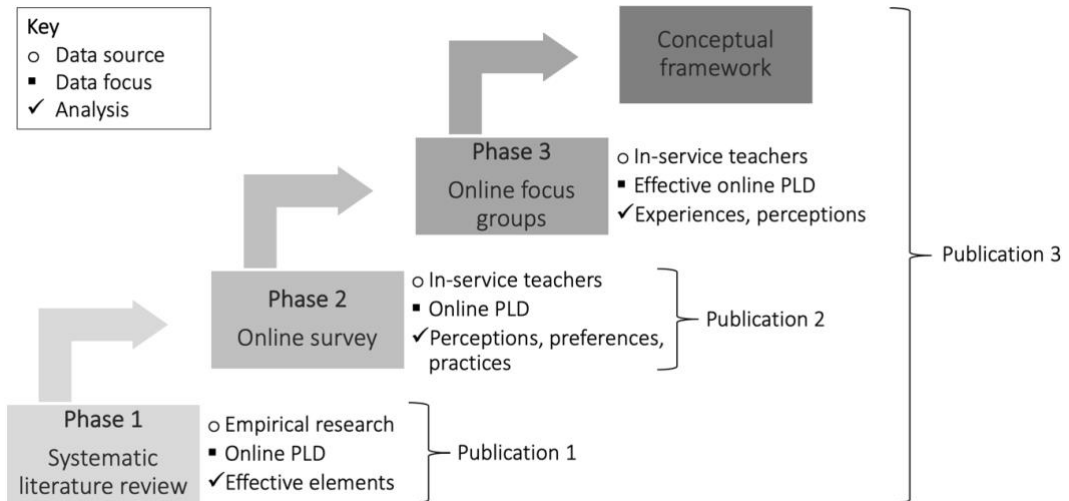 Key
○ Data source
▪ Data focus
✓ Analysis
Conceptual
framework
Phase 3
Online focus
groups
○ In-service teachers
▪ Effective online PLD
✓ Experiences, perceptions
Publication 3
Phase 2
Online survey
○ In-service teachers
▪ Online PLD
✓ Perceptions, preferences,
practices
Publication 2
Phase 1
Systematic
literature review
○ Empirical research
▪ Online PLD
✓ Effective elements
Publication 1